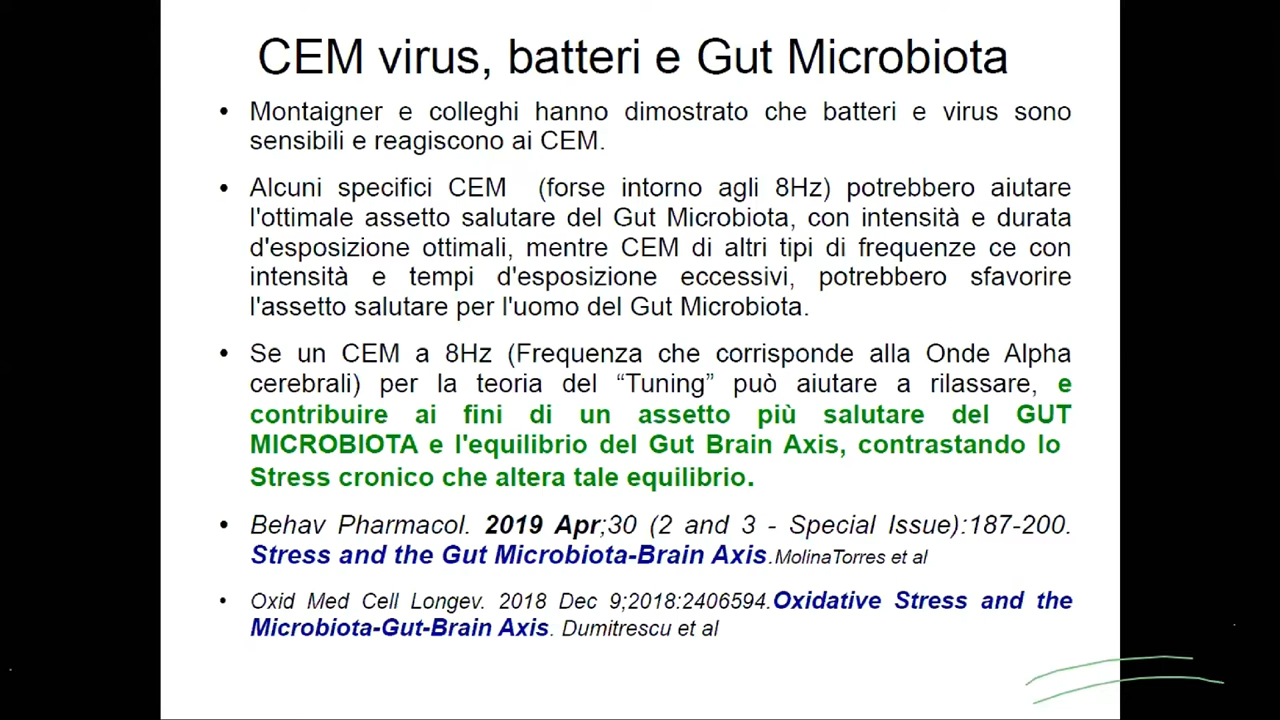 CEM virus, batteri e Gut Microbiota
• Montaigner e colleghi hanno dimostrato che batteri e virus sono
sensibili e reagiscono ai CEM.
• Alcuni specifici CEM (forse intorno agli 8Hz) potrebbero aiutare
l'ottimale assetto salutare del Gut Microbiota, con intensità e durata
d'esposizione ottimali, mentre CEM di altri tipi di frequenze ce con
intensità e tempi d'esposizione eccessivi, potrebbero sfavorire
l'assetto salutare per l'uomo del Gut Microbiota.
• Se un CEM a 8Hz (Frequenza che corrisponde alla Onde Alpha
cerebrali) per la teoria del “Tuning” può aiutare a rilassare, e
contribuire ai fini di un assetto più salutare del GUT
MICROBIOTA e l'equilibrio del Gut Brain Axis, contrastando lo
Stress cronico che altera tale equilibrio.
• Behav Pharmacol. 2019 Apr;30 (2 and 3 - Special Issue):187-200.
Stress and the Gut Microbiota-Brain Axis.MolinaTorres et al
• Oxid Med Cell Longev. 2018 Dec 9;2018:2406594.Oxidative Stress and the
Microbiota-Gut-Brain Axis. Dumitrescu et al